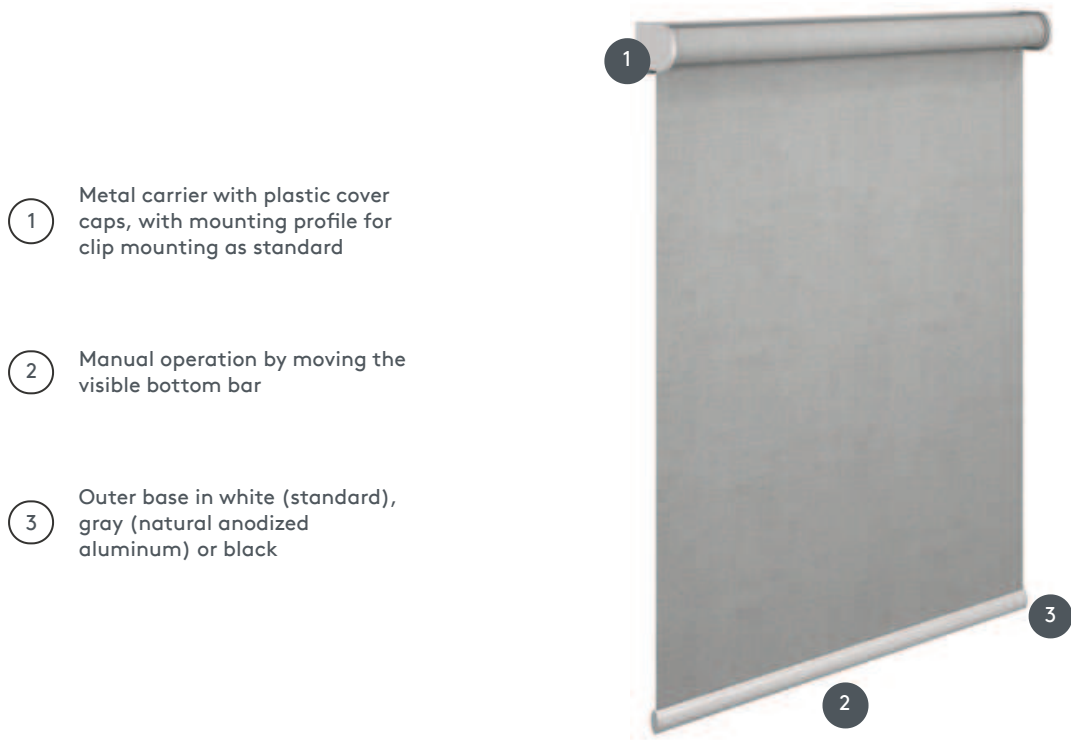 1
Metal carrier with plastic cover
caps, with mounting profile for
clip mounting as standard
2
Manual operation by moving the
visible bottom bar
3
Outer base in white (standard),
gray (natural anodized
aluminum) or black
1
3
2